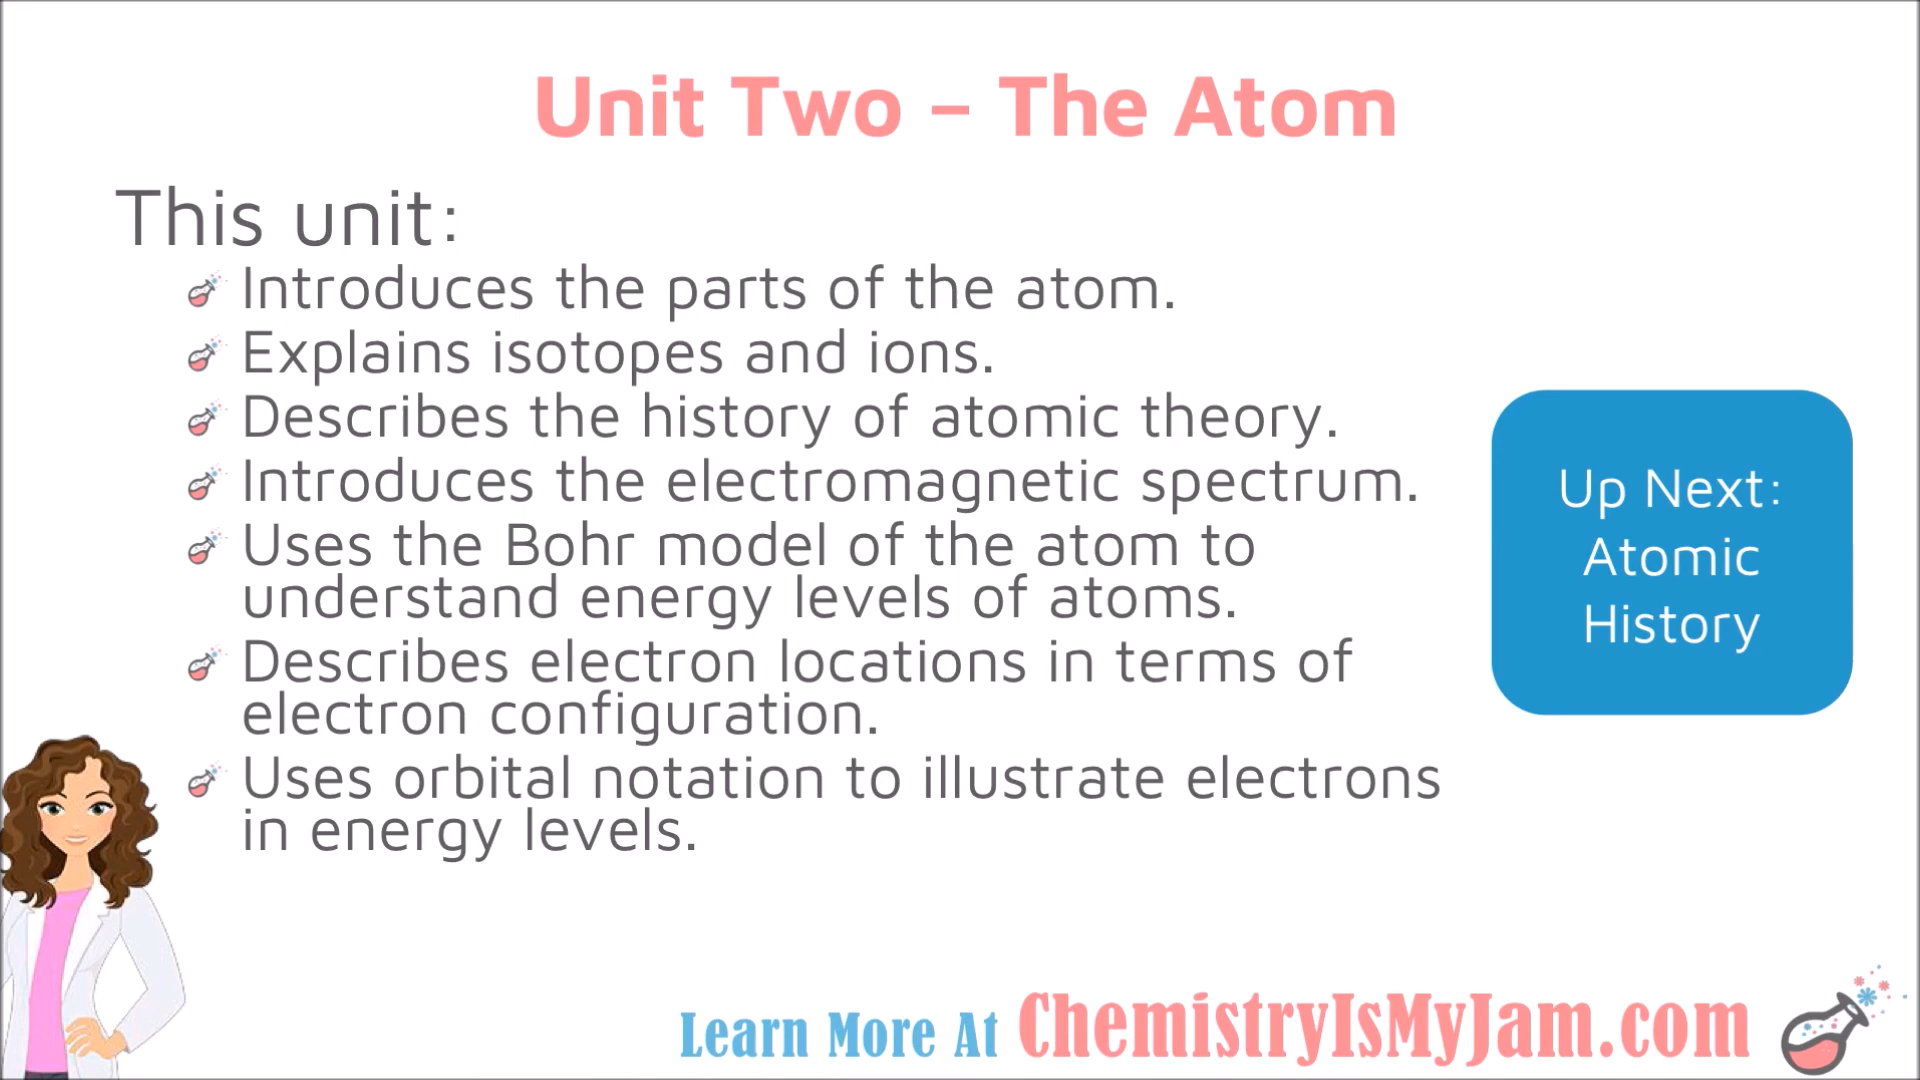 Unit Two – The Atom
This unit:
Introduces the parts of the atom.
Explains isotopes and ions.
Describes the history of atomic theory.
Introduces the electromagnetic spectrum.
Uses the Bohr model of the atom to
understand energy levels of atoms.
Describes electron locations in terms of
electron configuration.
Uses orbital notation to illustrate electrons
in energy levels.
Up Next:
Atomic
History
Learn More At ChemistryIsMyJam.com